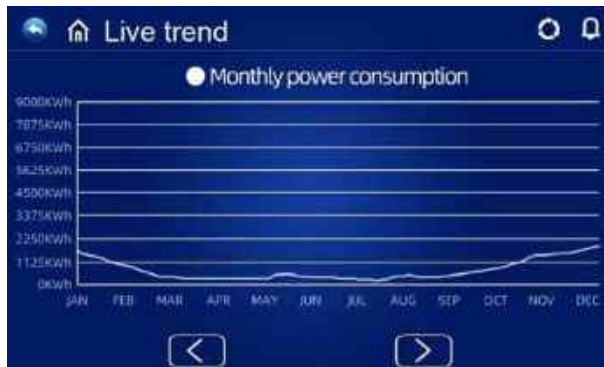 Live trend
Monthly power consumption
9000KWh
7875KWh
6750KWh
5625KWh
4500KWh
3375KWh
2250KWh
1125KWh
0KWh
JAN FEB MAR APR MAY JUN JUL AUG SEP OCT NOV DEC